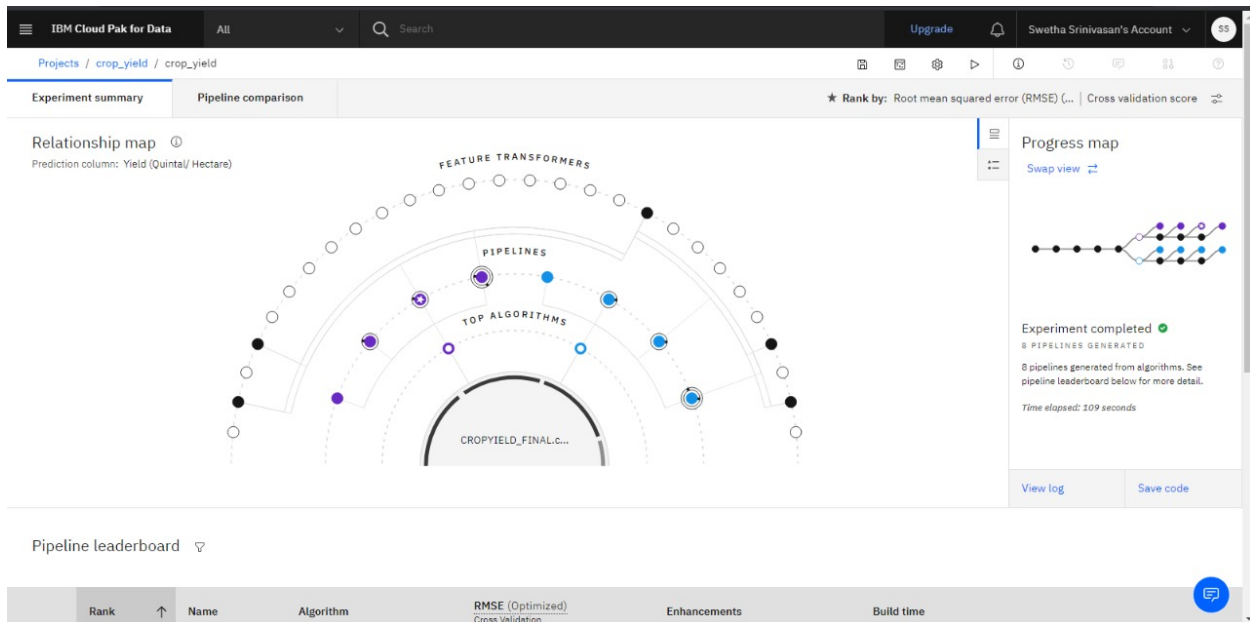 IBM Cloud Pak for Data
All
Search
Upgrade
Swetha Srinivasan's Account
SS
Projects / crop_yield / crop_yield
Experiment summary
Pipeline comparison
★ Rank by: Root mean squared error (RMSE) (... | Cross validation score
Relationship map
Prediction column: Yield (Quintal/ Hectare)
FEATURE TRANSFORMERS
PIPELINES
TOP ALGORITHMS
CROPYIELD_FINAL.c...
Progress map
Swap view
Experiment completed
8 PIPELINES GENERATED
8 pipelines generated from algorithms. See
pipeline leaderboard below for more detail.
Time elapsed: 109 seconds
View log
Save code
Pipeline leaderboard
Rank
Name
Algorithm
RMSE (Optimized)
Cross Validation
Enhancements
Build time